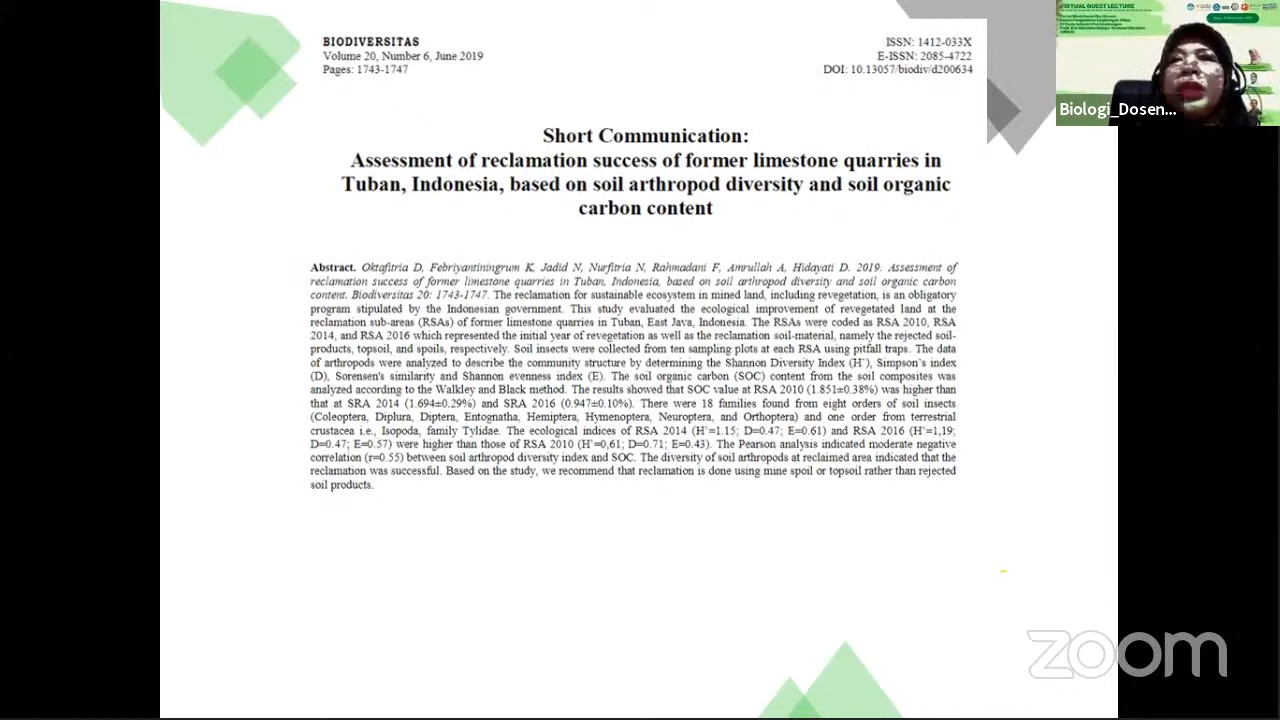 BIODIVERSITAS
Volume 20, Number 6, June 2019
Pages: 1743-1747
ISSN: 1412-033X
E-ISSN: 2085-4722
DOI: 10.13057/biodiv/d200634
Short Communication:
Assessment of reclamation success of former limestone quarries in
Tuban, Indonesia, based on soil arthropod diversity and soil organic
carbon content
Abstract. Oktafitria D, Febriyantiningrum K, Jadid N, Nurfitria N, Rahmadani F, Amrullah A, Hidayati D. 2019. Assessment of
reclamation success of former limestone quarries in Tuban, Indonesia, based on soil arthropod diversity and soil organic carbon
content. Biodiversitas 20: 1743-1747. The reclamation for sustainable ecosystem in mined land, including revegetation, is an obligatory
program stipulated by the Indonesian government. This study evaluated the ecological improvement of revegetated land at the
reclamation sub-areas (RSAs) of former limestone quarries in Tuban, East Java, Indonesia. The RSAs were coded as RSA 2010, RSA
2014, and RSA 2016 which represented the initial year of revegetation as well as the reclamation soil-material, namely the rejected soil-
products, topsoil, and spoils, respectively. Soil insects were collected from ten sampling plots at each RSA using pitfall traps. The data
of arthropods were analyzed to describe the community structure by determining the Shannon Diversity Index (H'), Simpson's index
(D), Sorensen's similarity and Shannon evenness index (E). The soil organic carbon (SOC) content from the soil composites was
analyzed according to the Walkley and Black method. The results showed that SOC value at RSA 2010 (1.851±0.38%) was higher than
that at SRA 2014 (1.694±0.29%) and SRA 2016 (0.947±0.10%). There were 18 families found from eight orders of soil insects
(Coleoptera, Diplura, Diptera, Entognatha, Hemiptera, Hymenoptera, Neuroptera, and Orthoptera) and one order from terrestrial
crustacea i.e., Isopoda, family Tylidae. The ecological indices of RSA 2014 (H'=1.15; D=0.47; E=0.61) and RSA 2016 (H'=1,19;
D=0.47; E=0.57) were higher than those of RSA 2010 (H'=0,61; D=0.71; E=0.43). The Pearson analysis indicated moderate negative
correlation (r=0.55) between soil arthropod diversity index and SOC. The diversity of soil arthropods at reclaimed area indicated that the
reclamation was successful. Based on the study, we recommend that reclamation is done using mine spoil or topsoil rather than rejected
soil products.
VIRTUAL GUEST LECTURE
Biologi_Dosen...
zoom